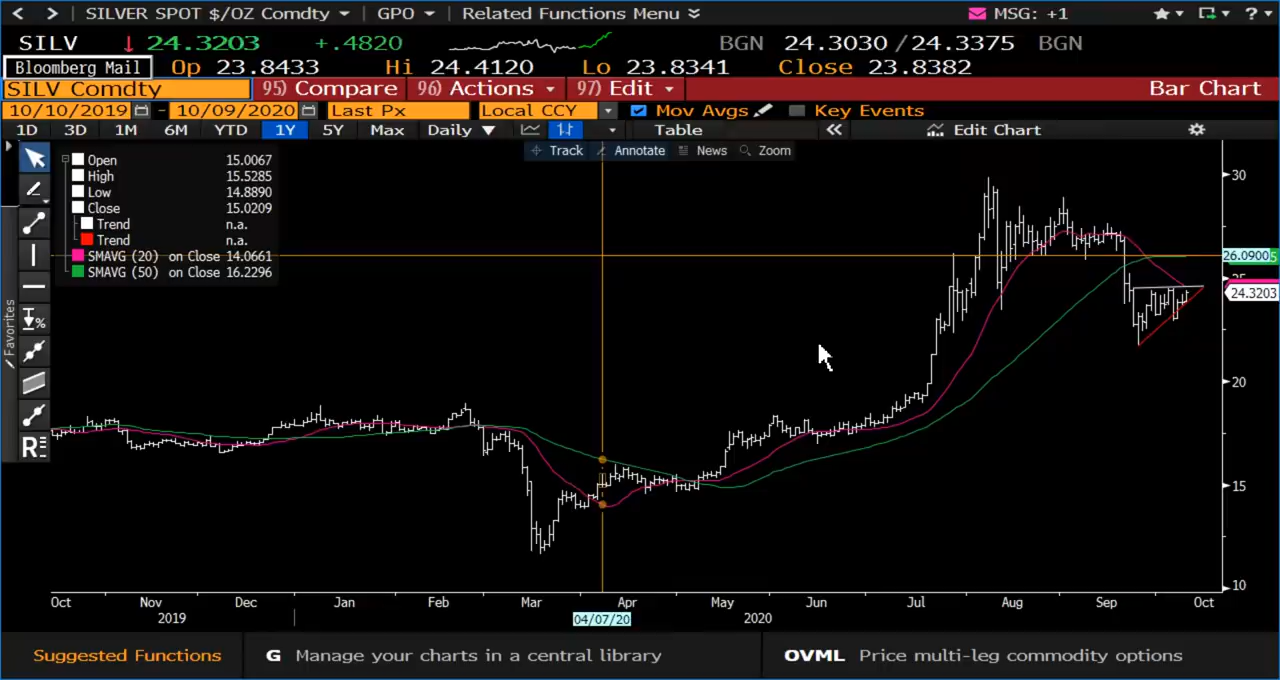 SILVER SPOT $/OZ Comdty GPO Related Functions Menu MSG: +1 ?
SILV 24.3203 +.4820 BGN 24.3030 /24.3375 BGN
Bloomberg Mail Op 23.8433 Hi 24.4120 Lo 23.8341 Close 23.8382
SILV Comdty 95) Compare 96) Actions 97) Edit Bar Chart
10/10/2019 - 10/09/2020 Last Px Local CCY Mov Avgs Key Events
1D 3D 1M 6M YTD 1Y 5Y Max Daily Table Edit Chart
Track Annotate News Zoom
Open 15.0067
High 15.5285
Low 14.8890
Close 15.0209
Trend n.a.
Trend n.a.
SMAVG (20) on Close 14.0661
SMAVG (50) on Close 16.2296
%
R
Favorites
30
26.0900
25
24.3203
20
15
10
Oct Nov Dec Jan Feb Mar Apr May Jun Jul Aug Sep Oct
2019 04/07/20 2020
Suggested Functions G Manage your charts in a central library OVML Price multi-leg commodity options